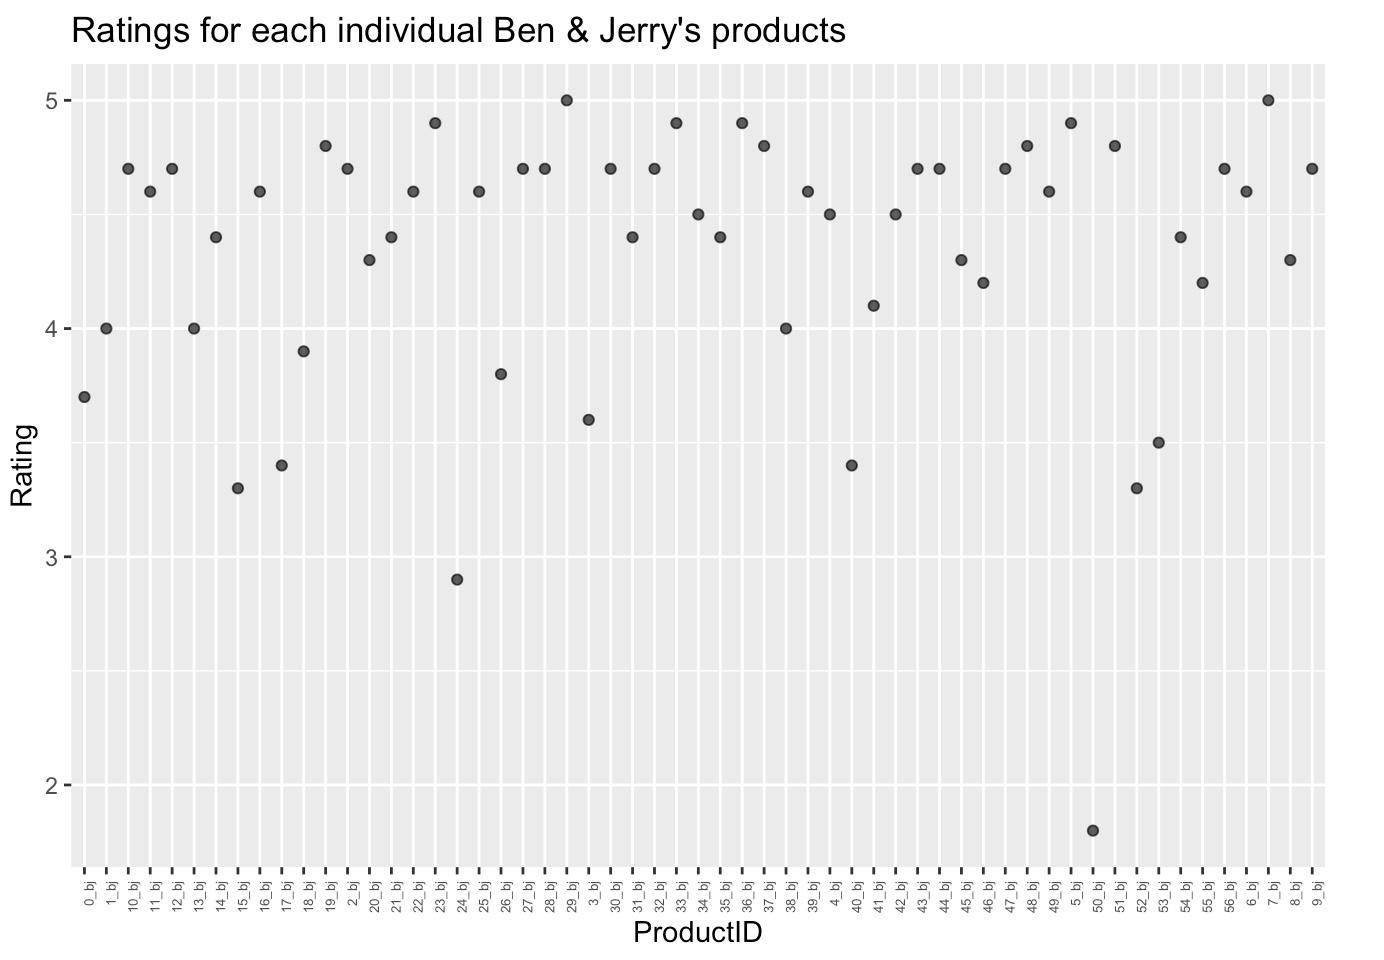 Ratings for each individual Ben & Jerry's products
5
4
3
2
Rating
0_bj 1_bj 10_bj 11_bj 12_bj 13_bj 14_bj 15_bj 16_bj 17_bj 18_bj 19_bj 2_bj 20_bj 21_bj 22_bj 23_bj 24_bj 25_bj 26_bj 27_bj 28_bj 29_bj 3_bj 30_bj 31_bj 32_bj 33_bj 34_bj 35_bj 36_bj 37_bj 38_bj 39_bj 4_bj 40_bj 41_bj 42_bj 43_bj 44_bj 45_bj 46_bj 47_bj 48_bj 49_bj 5_bj 50_bj 51_bj 52_bj 53_bj 54_bj 55_bj 56_bj 6_bj 7_bj 8_bj 9_bj
ProductID